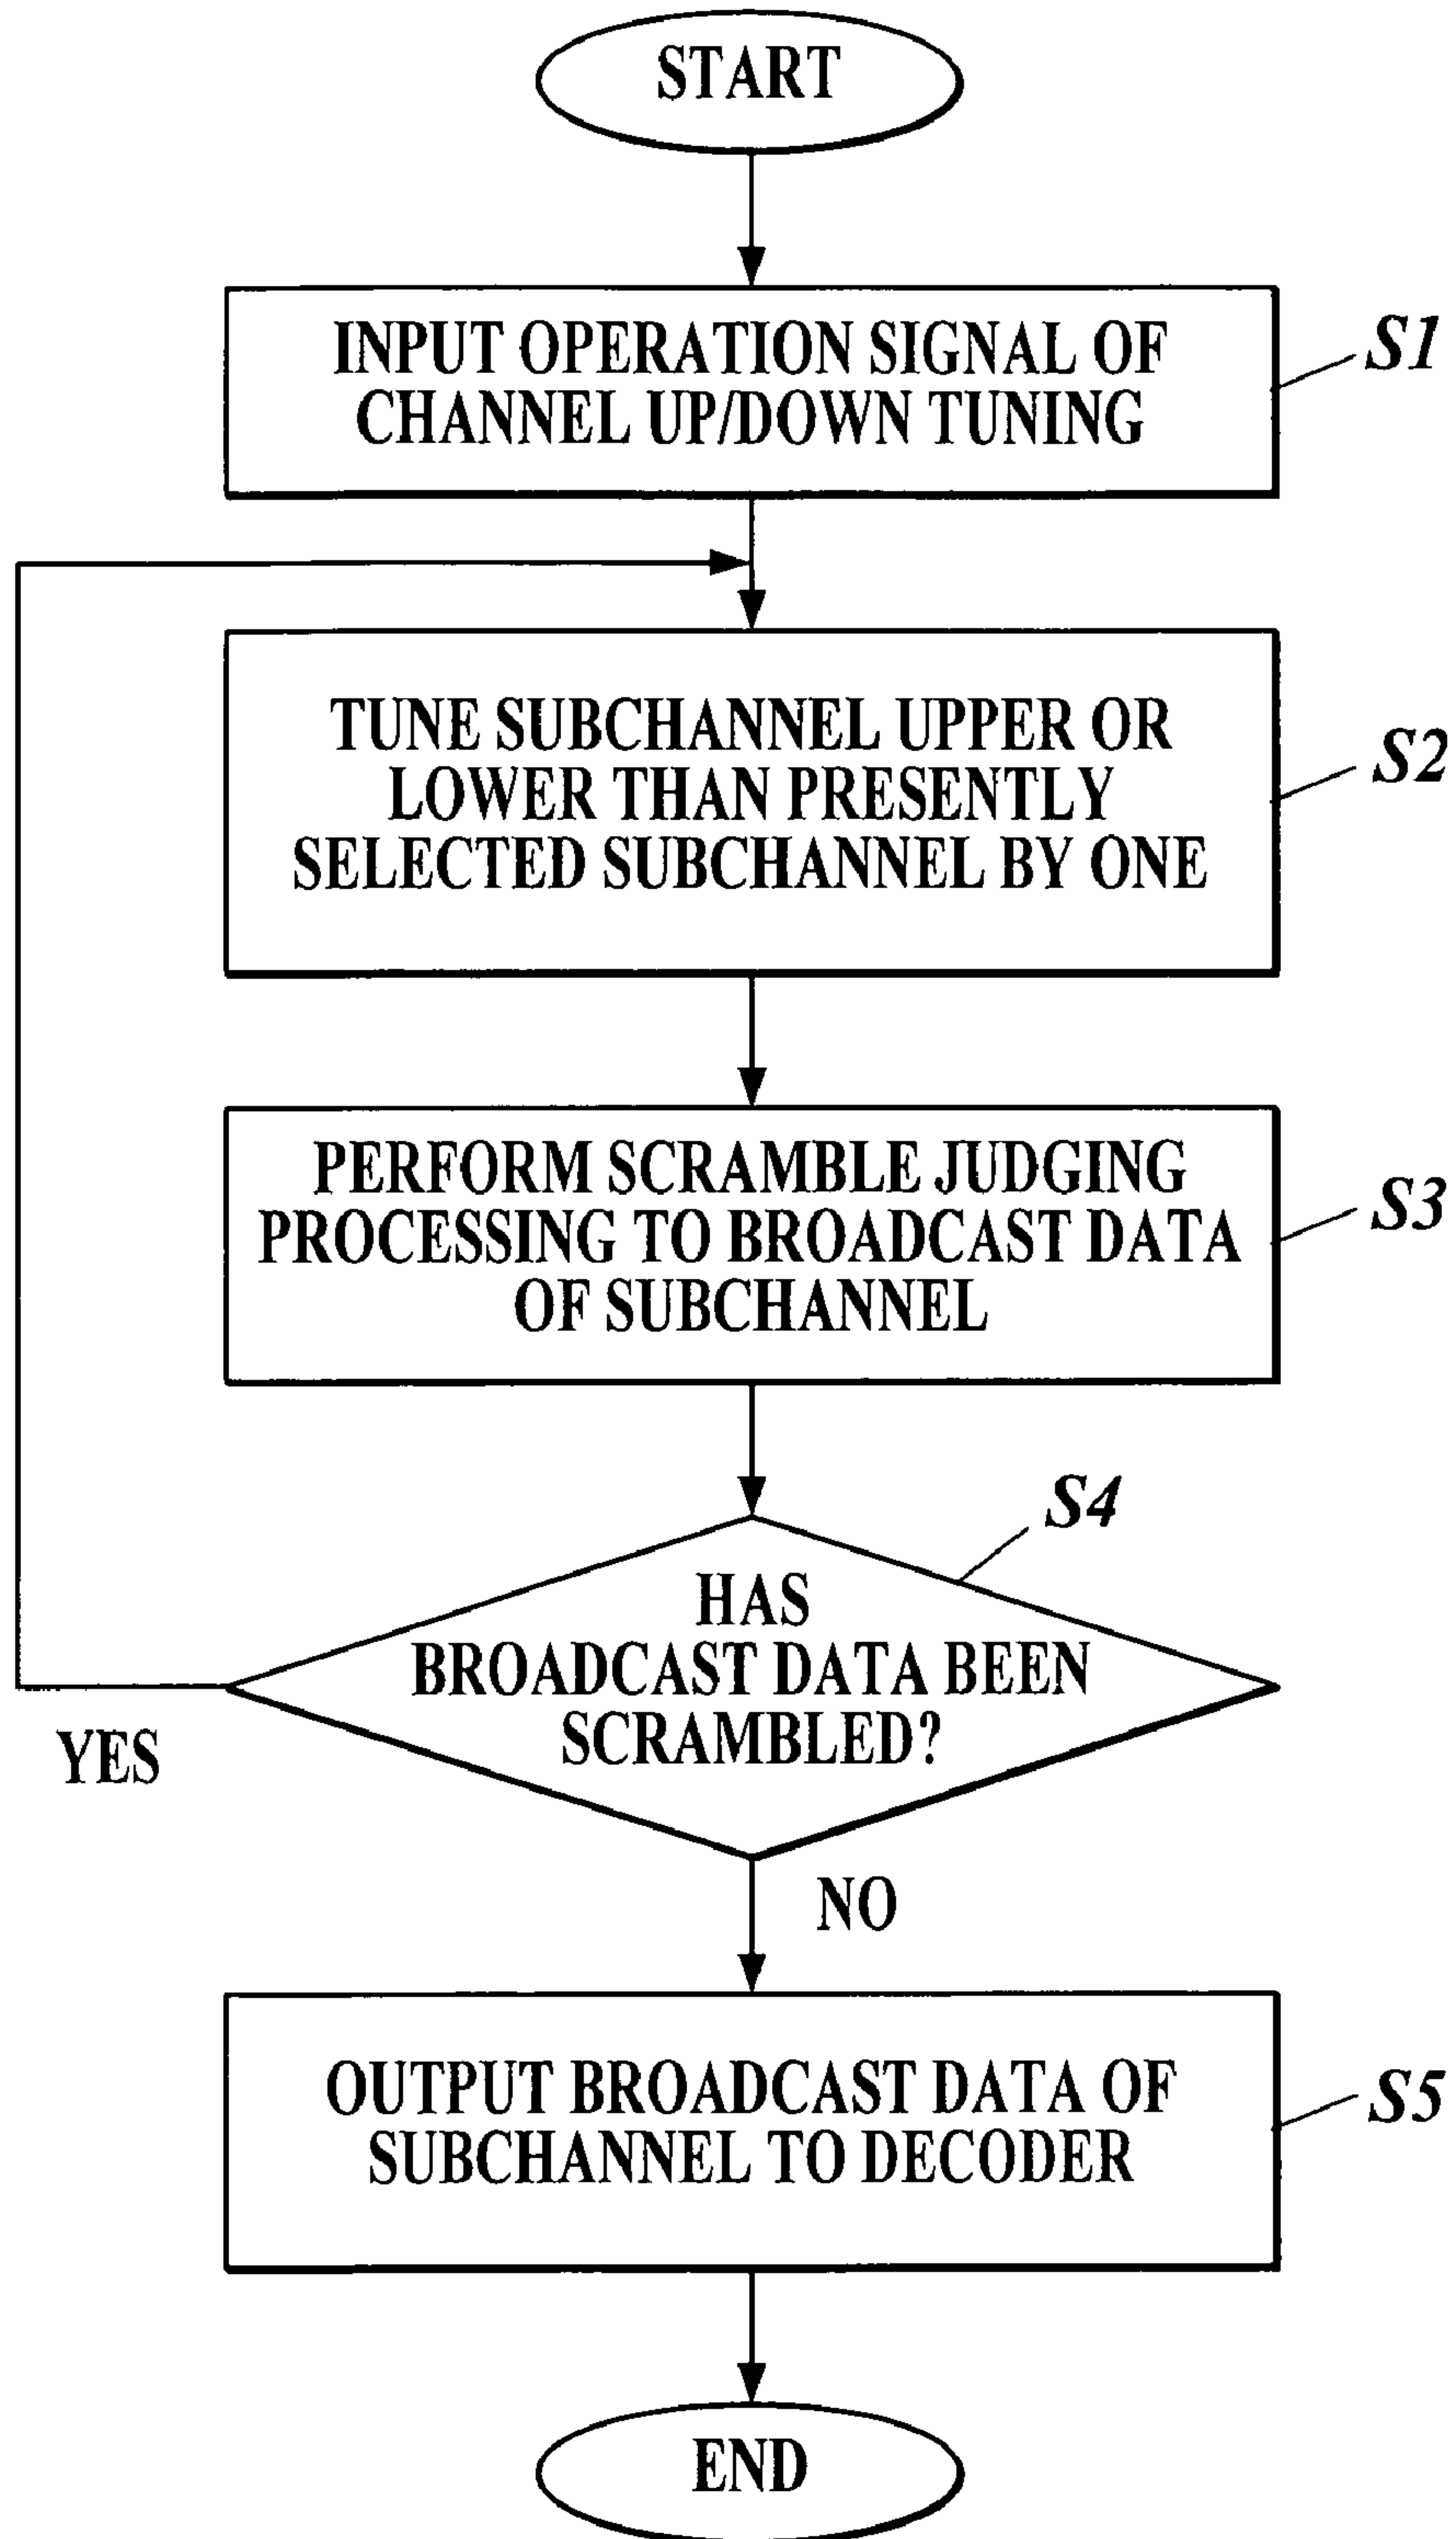 START
INPUT OPERATION SIGNAL OF
CHANNEL UP/DOWN TUNING
S1
TUNE SUBCHANNEL UPPER OR
LOWER THAN PRESENTLY
SELECTED SUBCHANNEL BY ONE
S2
PERFORM SCRAMBLE JUDGING
PROCESSING TO BROADCAST DATA
OF SUBCHANNEL
S3
S4
HAS
BROADCAST DATA BEEN
SCRAMBLED?
YES
NO
OUTPUT BROADCAST DATA OF
SUBCHANNEL TO DECODER
S5
END